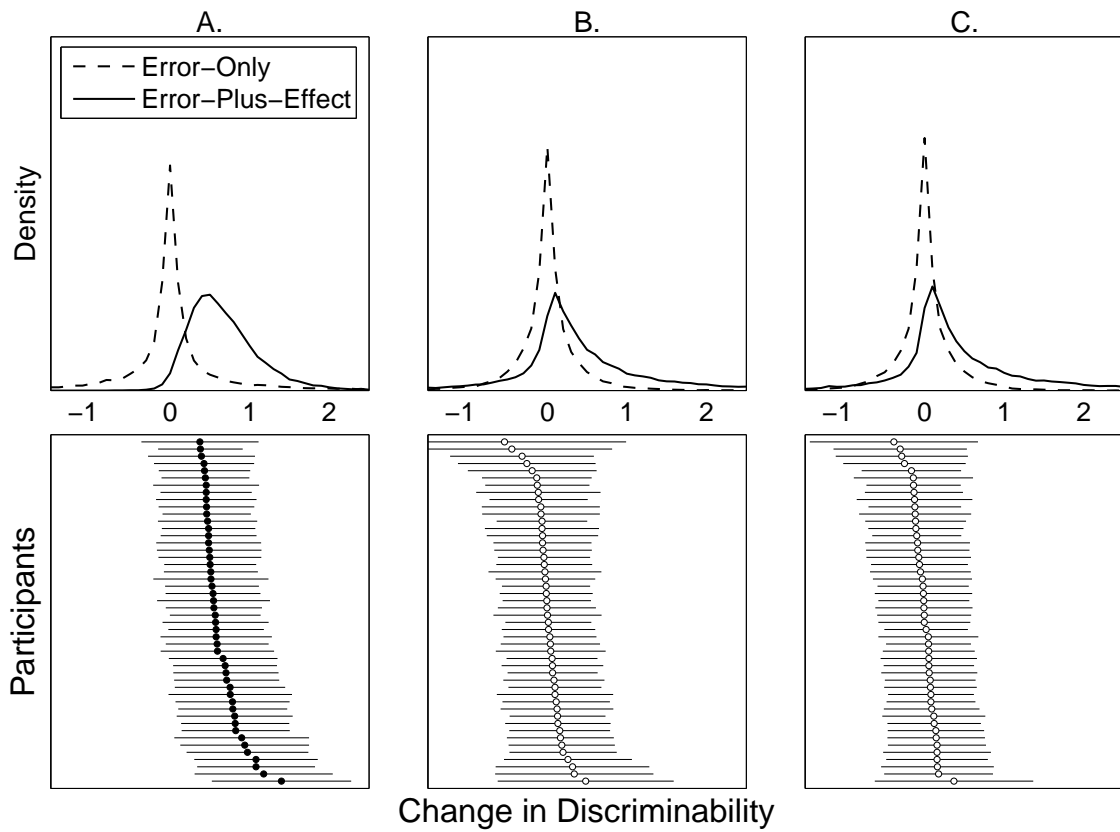 A.
B.
C.
Error−Only
Error−Plus−Effect
Density
−1 0 1 2
−1 0 1 2
−1 0 1 2
Participants
Change in Discriminability